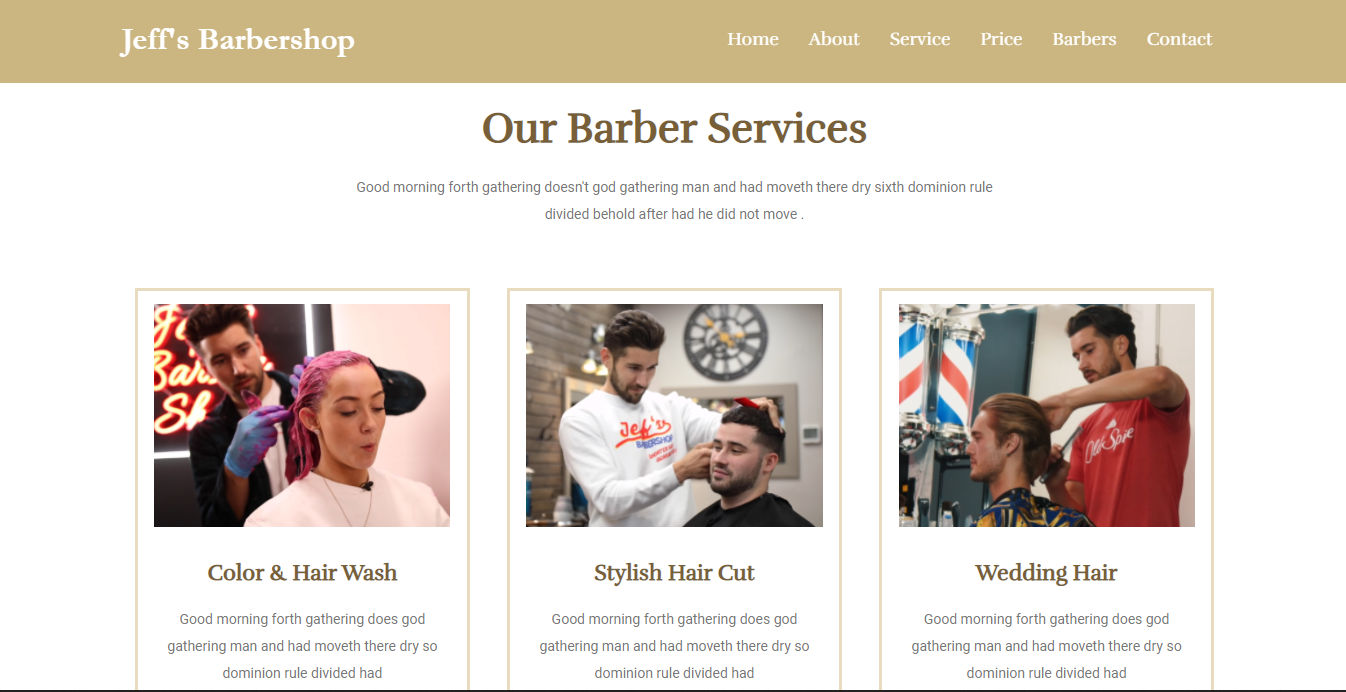 Jeff's Barbershop
Home About Service Price Barbers Contact
Our Barber Services
Good morning forth gathering doesn't god gathering man and had moveth there dry sixth dominion rule
divided behold after had he did not move .
Jeff's
BARBERSHOP
Old Spice
Color & Hair Wash
Good morning forth gathering does god
gathering man and had moveth there dry so
dominion rule divided had
Stylish Hair Cut
Good morning forth gathering does god
gathering man and had moveth there dry so
dominion rule divided had
Wedding Hair
Good morning forth gathering does god
gathering man and had moveth there dry so
dominion rule divided had